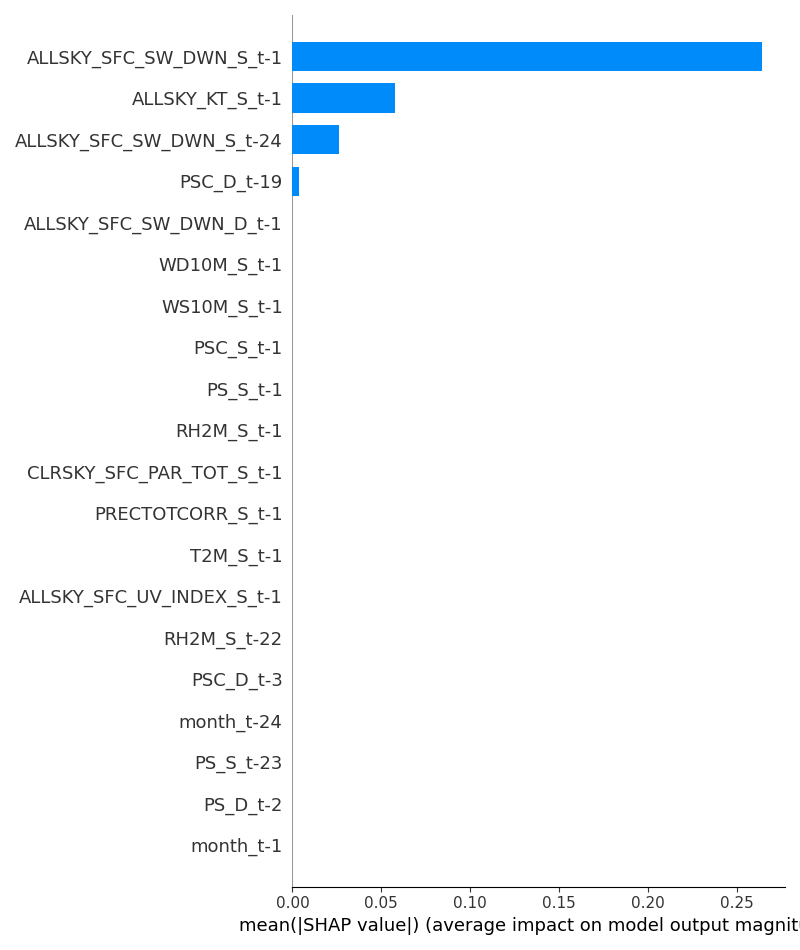 ALLSKY_SFC_SW_DWN_S_t-1
ALLSKY_KT_S_t-1
ALLSKY_SFC_SW_DWN_S_t-24
PSC_D_t-19
ALLSKY_SFC_SW_DWN_D_t-1
WD10M_S_t-1
WS10M_S_t-1
PSC_S_t-1
PS_S_t-1
RH2M_S_t-1
CLRSKY_SFC_PAR_TOT_S_t-1
PRECTOTCORR_S_t-1
T2M_S_t-1
ALLSKY_SFC_UV_INDEX_S_t-1
RH2M_S_t-22
PSC_D_t-3
month_t-24
PS_S_t-23
PS_D_t-2
month_t-1
0.00 0.05 0.10 0.15 0.20 0.25
mean(|SHAP value|) (average impact on model output magnitu